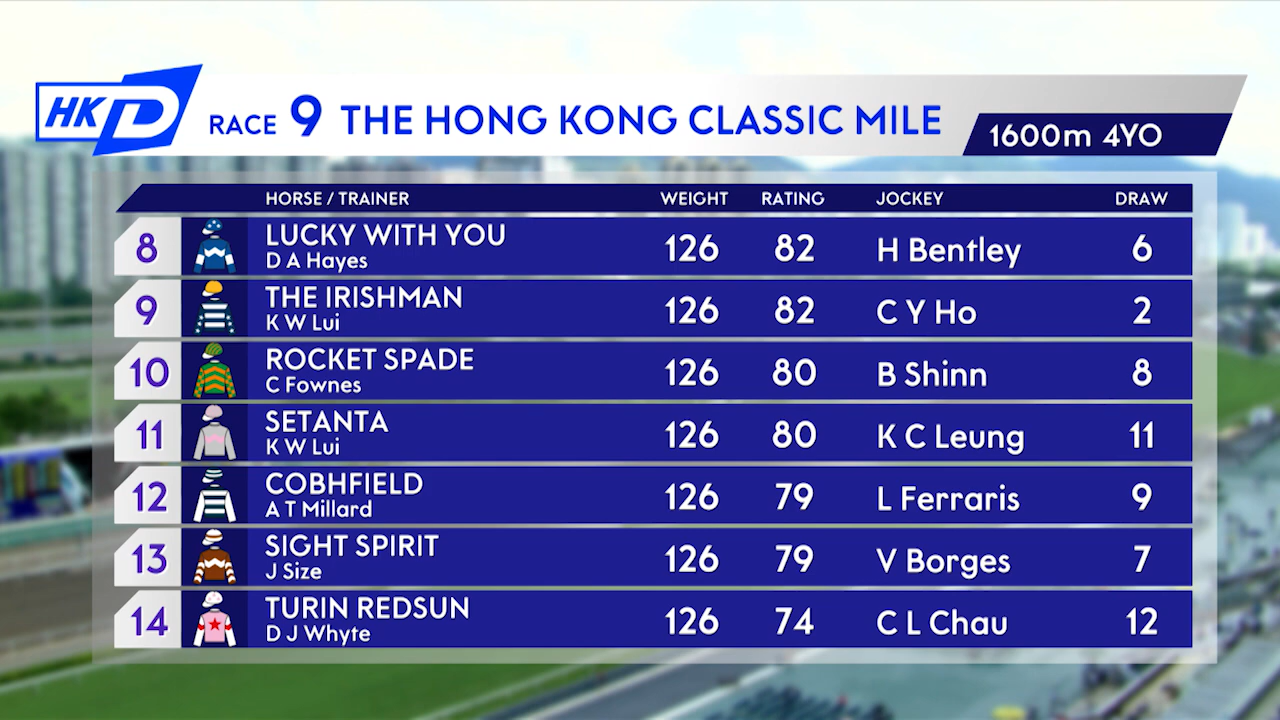 HKD
RACE 9 THE HONG KONG CLASSIC MILE
1600m 4YO
HORSE / TRAINER WEIGHT RATING JOCKEY DRAW
8 LUCKY WITH YOU 126 82 H Bentley 6
D A Hayes
9 THE IRISHMAN 126 82 C Y Ho 2
K W Lui
10 ROCKET SPADE 126 80 B Shinn 8
C Fownes
11 SETANTA 126 80 K C Leung 11
K W Lui
12 COBHFIELD 126 79 L Ferraris 9
A T Millard
13 SIGHT SPIRIT 126 79 V Borges 7
J Size
14 TURIN REDSUN 126 74 C L Chau 12
D J Whyte